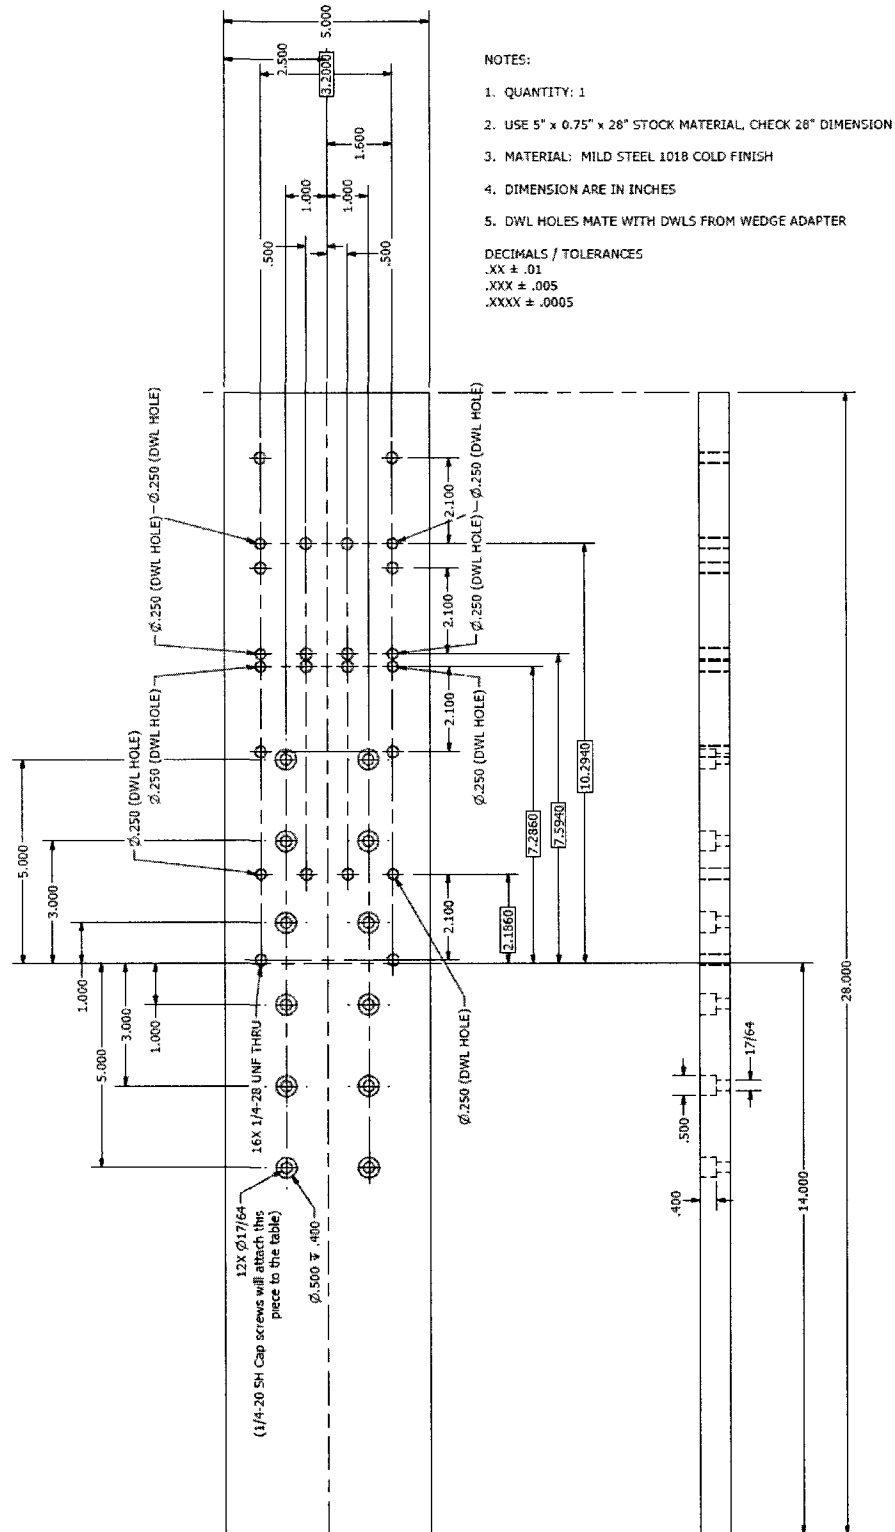 5.000
2.500
3.2000
1.600
1.000
1.000
.500
.500
NOTES:
1. QUANTITY: 1
2. USE 5" x 0.75" x 28" STOCK MATERIAL, CHECK 28" DIMENSION
3. MATERIAL: MILD STEEL 1018 COLD FINISH
4. DIMENSION ARE IN INCHES
5. DWL HOLES MATE WITH DWLS FROM WEDGE ADAPTER
DECIMALS / TOLERANCES
.XX ± .01
.XXX ± .005
.XXXX ± .0005
Ø.250 (DWL HOLE)
Ø.250 (DWL HOLE)
Ø.250 (DWL HOLE)
Ø.250 (DWL HOLE)
Ø.250 (DWL HOLE)
Ø.250 (DWL HOLE)
Ø.250 (DWL HOLE)
Ø.250 (DWL HOLE)
2.100
2.100
2.100
2.100
2.1860
7.2860
7.5940
10.2940
5.000
3.000
1.000
1.000
3.000
5.000
16X 1/4-28 UNF THRU
12X Ø17/64
(1/4-20 SH Cap screws will attach this
piece to the table)
Ø.500 ↧ .400
.500
17/64
.400
14.000
28.000